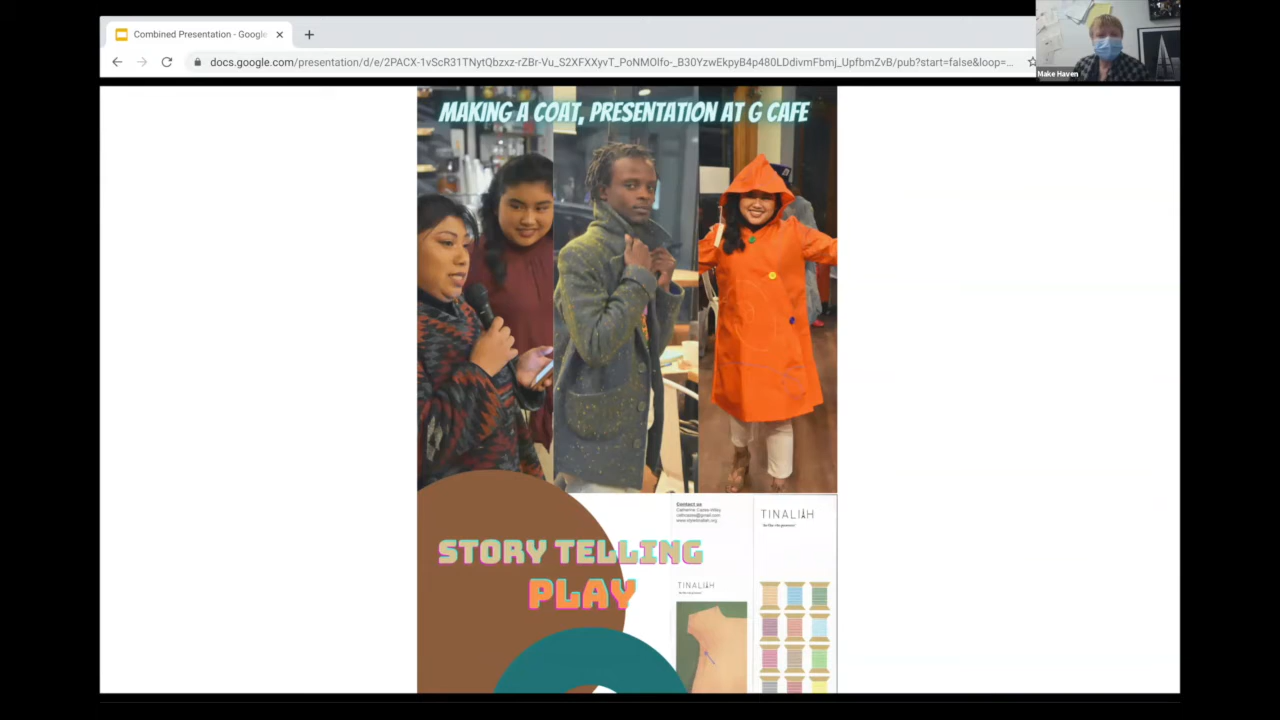 Combined Presentation - Google
docs.google.com/presentation/d/e/2PACX-1vScR31TNytQbzxz-rZBr-Vu_S2XFXXyvT_PoNMOlfo-_B30YzwEkpyB4p480LDdivmFbmj_UpfbmZvB/pub?start=false&loop=...
Make Haven
MAKING A COAT, PRESENTATION AT G CAFE
STORY TELLING
PLAY
Contact us
TINALIAH
TINALIAH